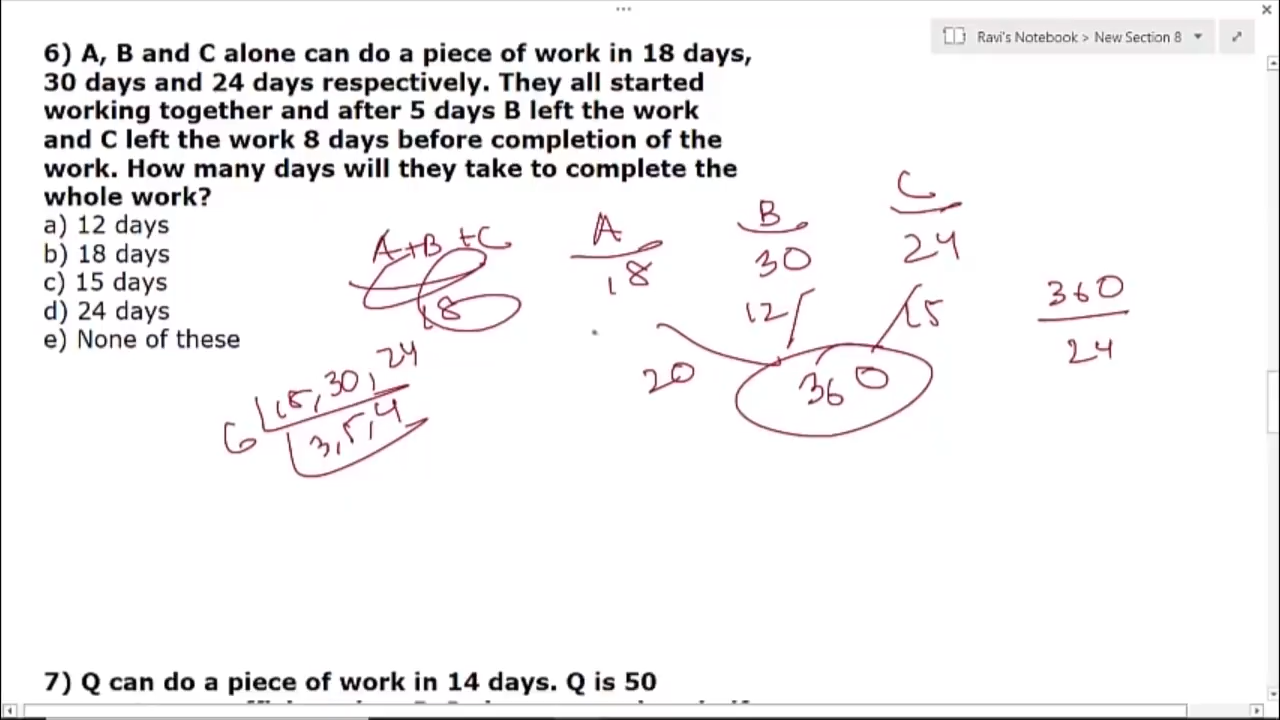 Ravi's Notebook > New Section 8
6) A, B and C alone can do a piece of work in 18 days,
30 days and 24 days respectively. They all started
working together and after 5 days B left the work
and C left the work 8 days before completion of the
work. How many days will they take to complete the
whole work?
a) 12 days
b) 18 days
c) 15 days
d) 24 days
e) None of these
A+B+C
18
A
18
20
B
30
12
C
24
15
360
360
24
18, 30, 24
6
3, 5, 4
7) Q can do a piece of work in 14 days. Q is 50